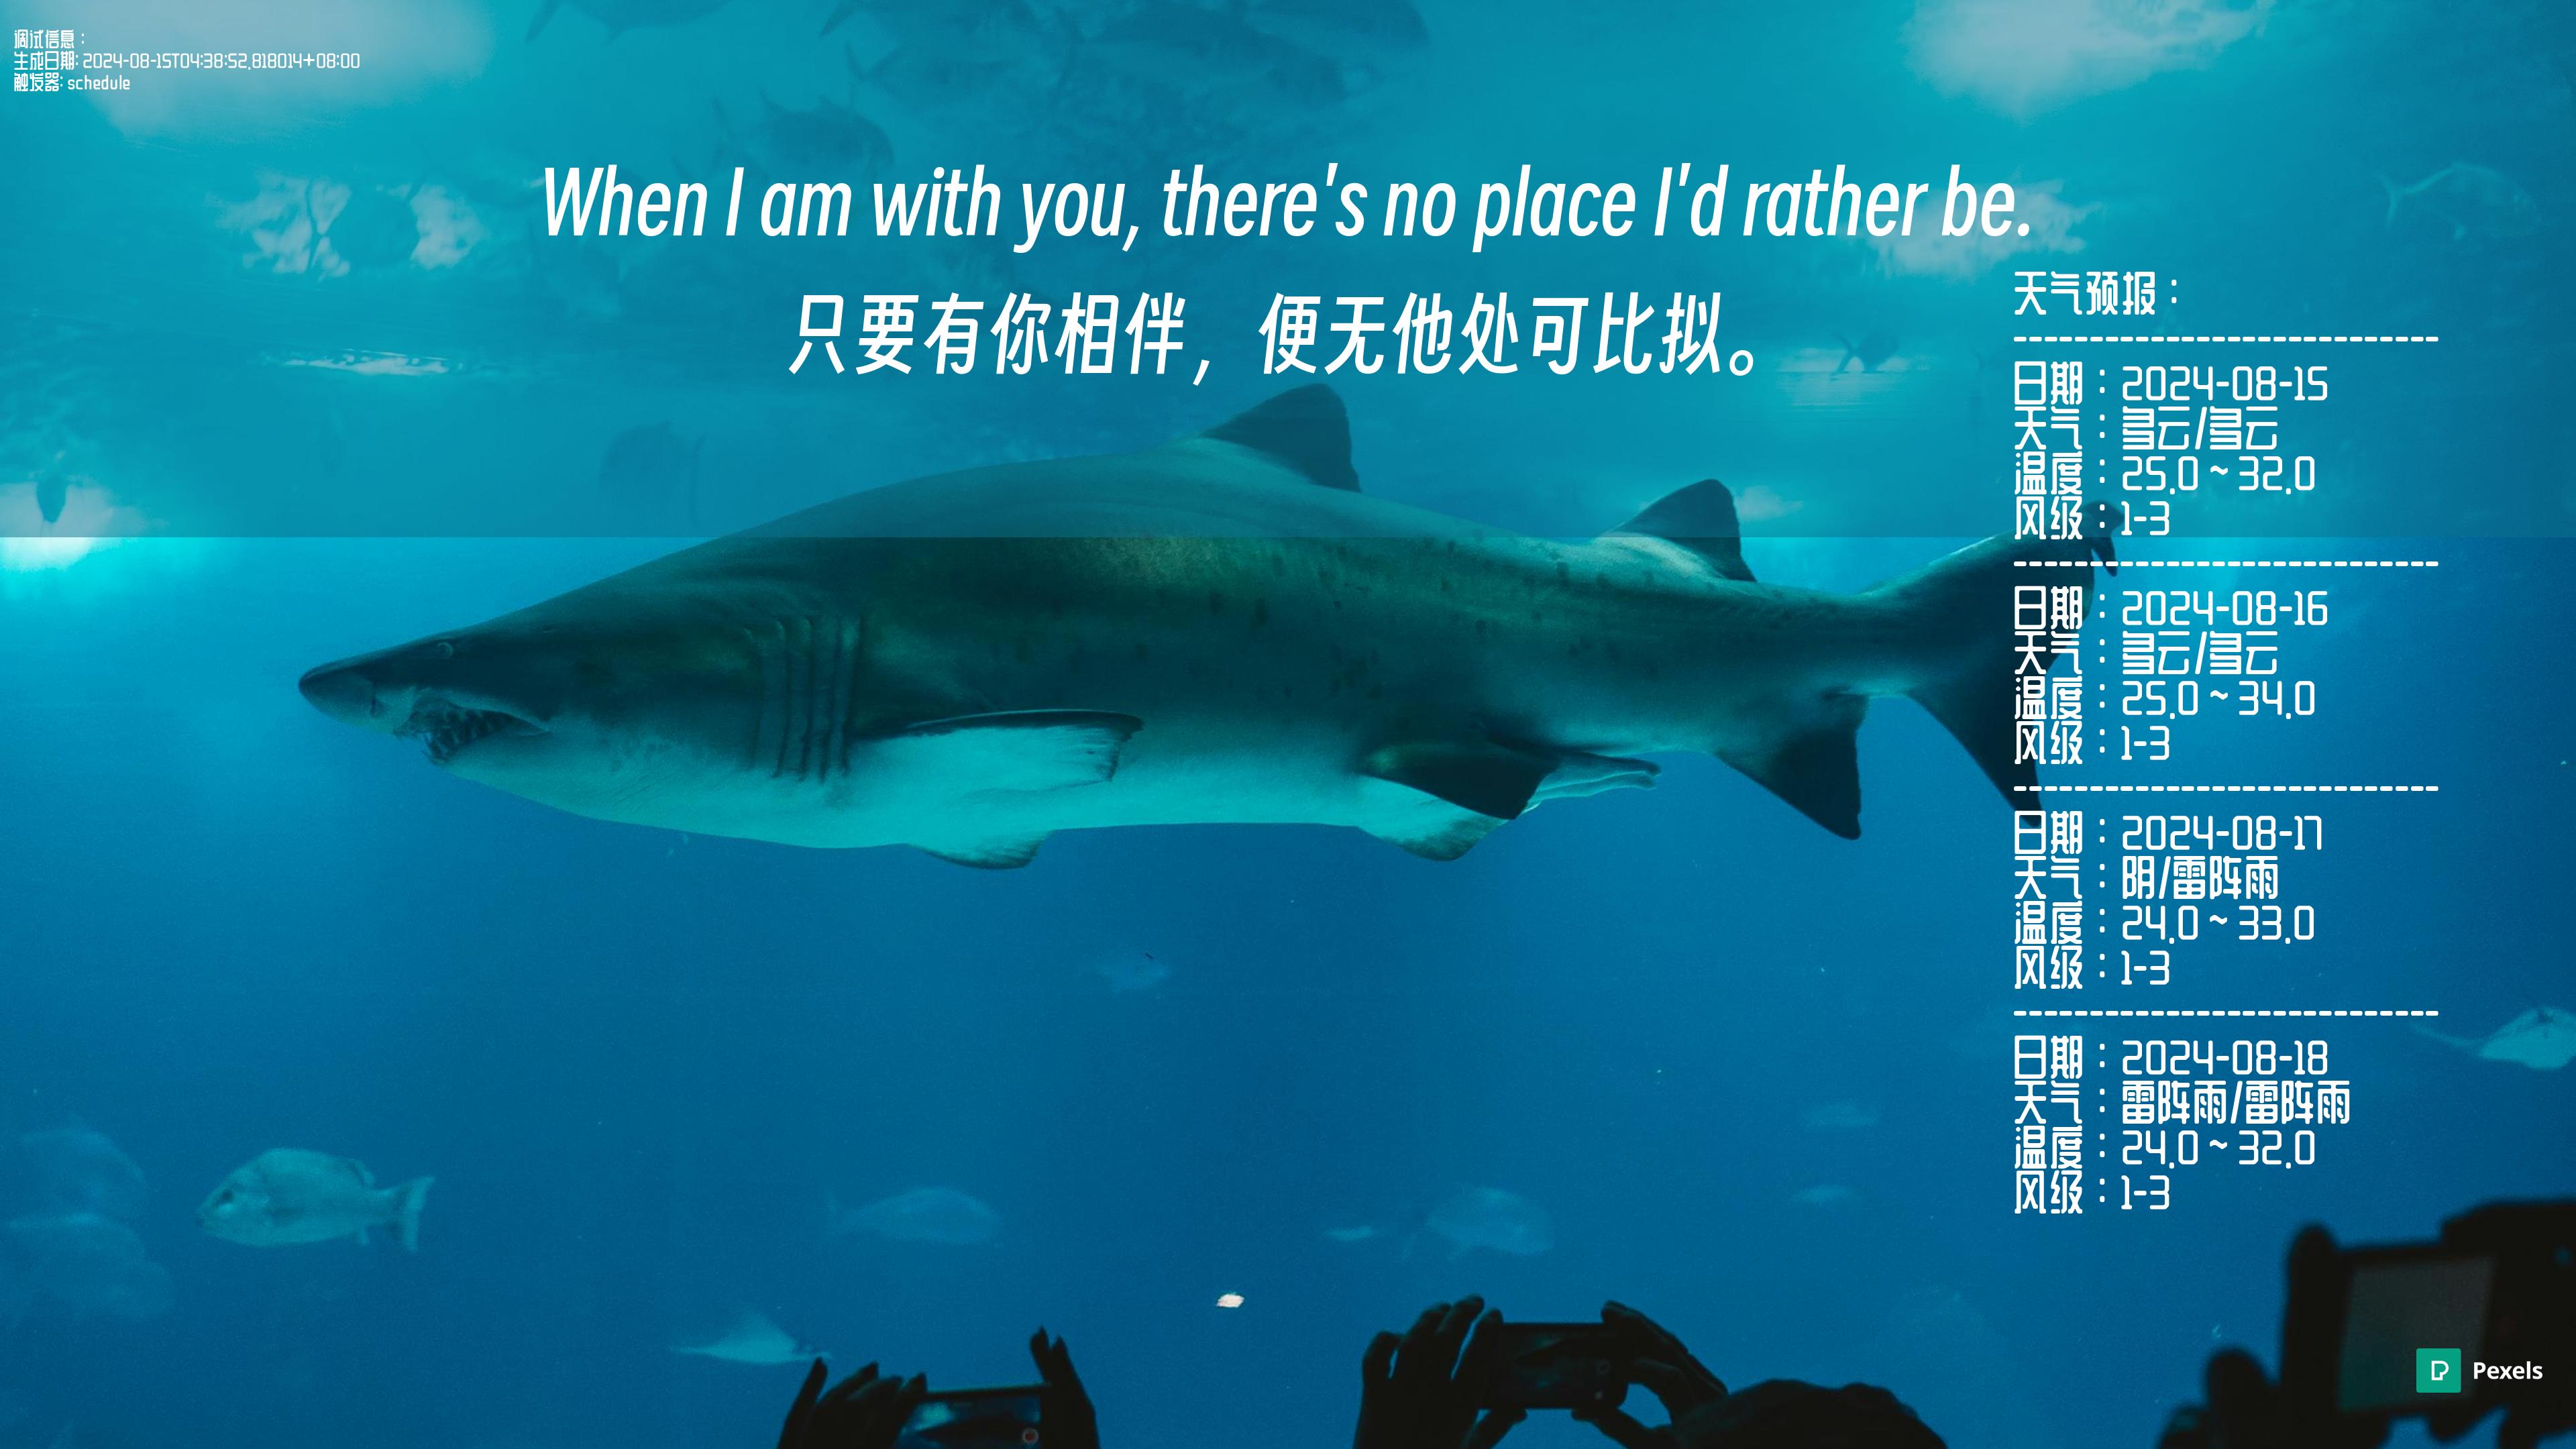 调试信息：
生成日期: 2024-08-15T04:38:52.818014+08:00
触发器: schedule
When I am with you, there's no place I'd rather be.
只要有你相伴，便无他处可比拟。
天气预报：
----------------------------
日期：2024-08-15
天气：多云/多云
温度：25.0 ~ 32.0
风级：1-3
----------------------------
日期：2024-08-16
天气：多云/多云
温度：25.0 ~ 34.0
风级：1-3
----------------------------
日期：2024-08-17
天气：阴/雷阵雨
温度：24.0 ~ 33.0
风级：1-3
----------------------------
日期：2024-08-18
天气：雷阵雨/雷阵雨
温度：24.0 ~ 32.0
风级：1-3
Pexels